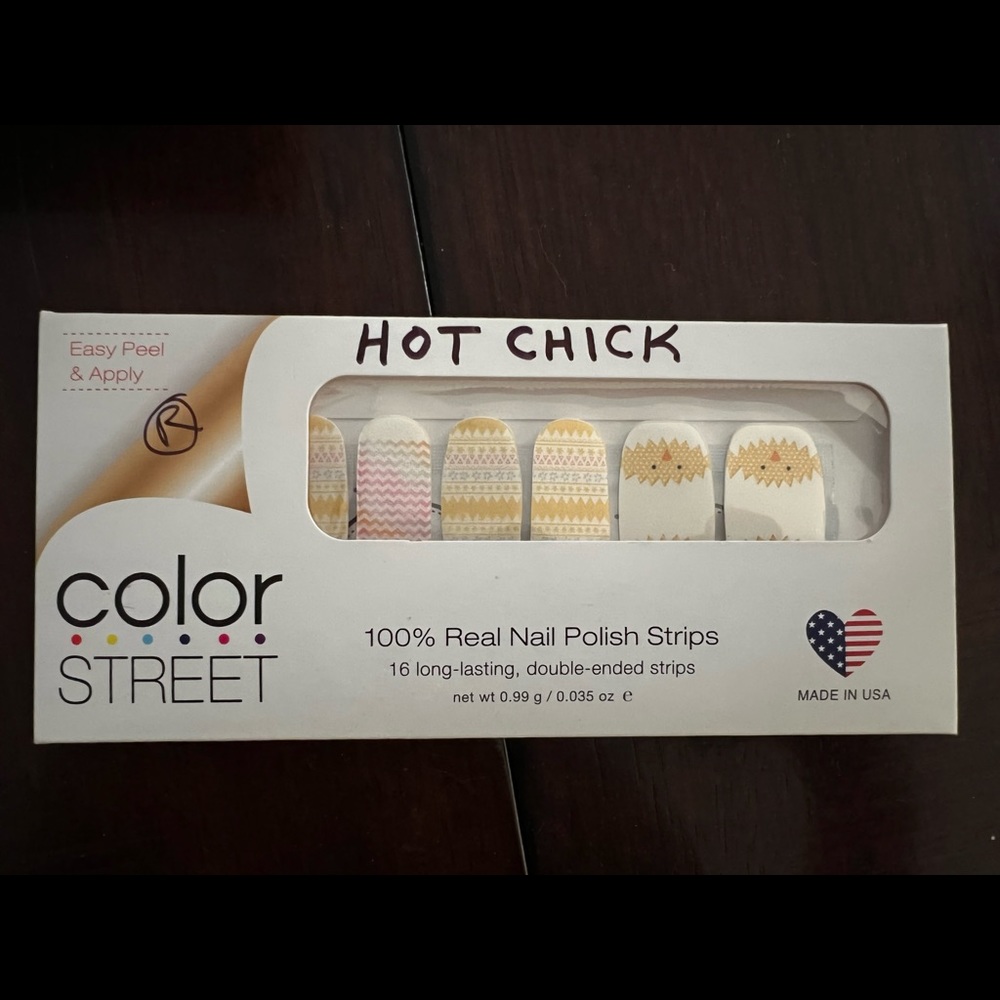 HOT CHICK
Easy Peel
& Apply
R
color
STREET
100% Real Nail Polish Strips
16 long-lasting, double-ended strips
net wt 0.99 g / 0.035 oz ℮
MADE IN USA